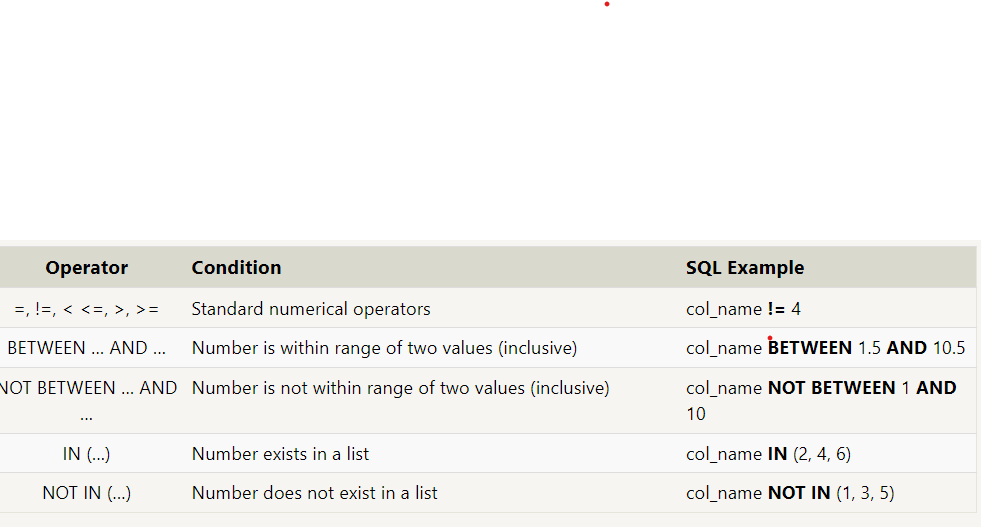 Operator Condition SQL Example
=, !=, < <=, >, >= Standard numerical operators col_name != 4
BETWEEN … AND … Number is within range of two values (inclusive) col_name BETWEEN 1.5 AND 10.5
NOT BETWEEN … AND Number is not within range of two values (inclusive) col_name NOT BETWEEN 1 AND
… 10
IN (…) Number exists in a list col_name IN (2, 4, 6)
NOT IN (…) Number does not exist in a list col_name NOT IN (1, 3, 5)